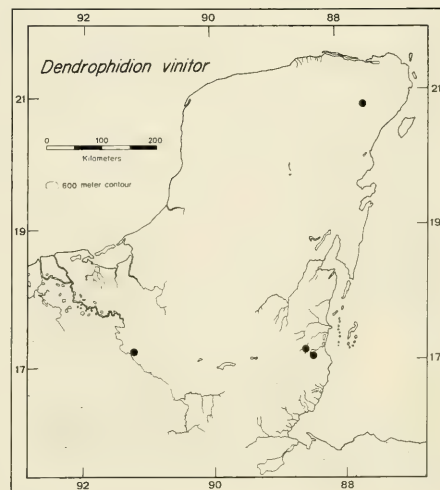 92 90 88
Dendrophidion vinitor
21 21
0 100 200
Kilometers
600 meter contour
19 19
17 17
92 90 88